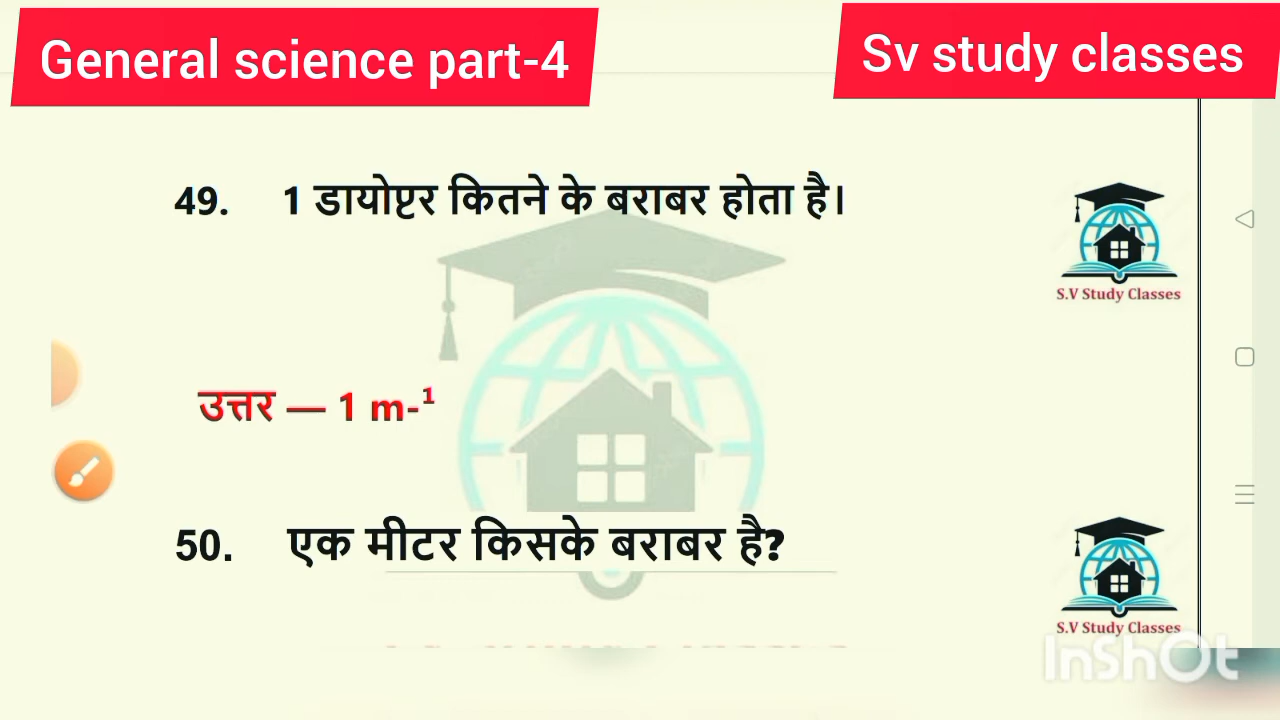 General science part-4
Sv study classes
49. 1 डायोप्टर कितने के बराबर होता है।
S.V Study Classes
उत्तर — 1 m-¹
50. एक मीटर किसके बराबर है?
S.V Study Classes
InShOt